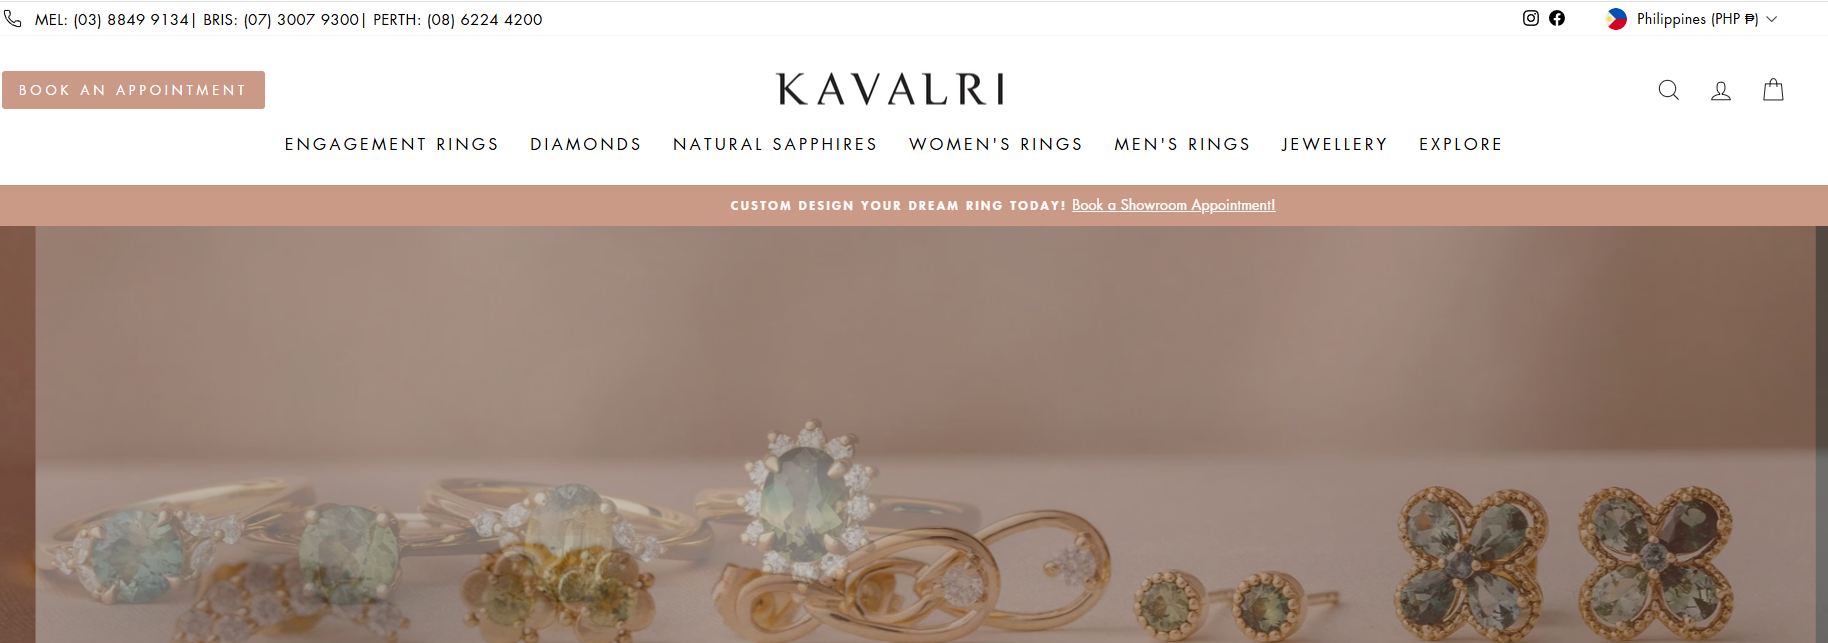 MEL: (03) 8849 9134| BRIS: (07) 3007 9300| PERTH: (08) 6224 4200
Philippines (PHP ₱)
BOOK AN APPOINTMENT
KAVALRI
ENGAGEMENT RINGS DIAMONDS NATURAL SAPPHIRES WOMEN'S RINGS MEN'S RINGS JEWELLERY EXPLORE
CUSTOM DESIGN YOUR DREAM RING TODAY! Book a Showroom Appointment!